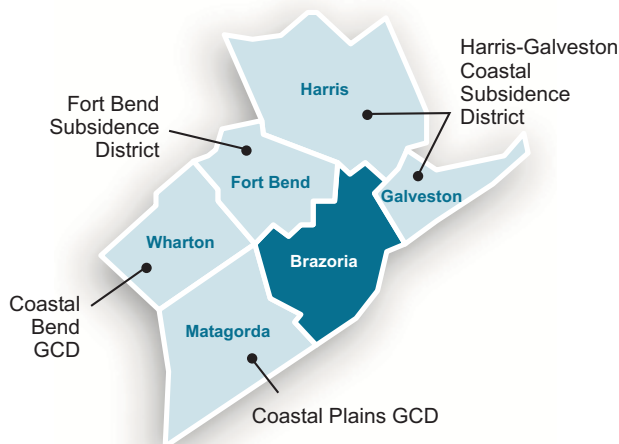 Harris-Galveston
Coastal
Subsidence
District
Harris
Fort Bend
Subsidence
District
Fort Bend
Galveston
Wharton
Brazoria
Coastal
Bend
GCD
Matagorda
Coastal Plains GCD